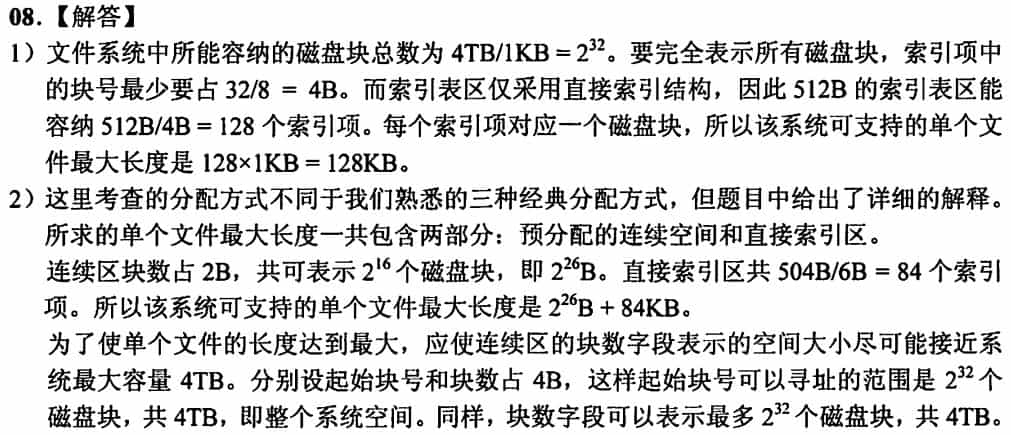 08.【解答】
1）文件系统中所能容纳的磁盘块总数为 4TB/1KB = 2³²。要完全表示所有磁盘块，索引项中
的块号最少要占 32/8 = 4B。而索引表区仅采用直接索引结构，因此 512B 的索引表区能
容纳 512B/4B = 128 个索引项。每个索引项对应一个磁盘块，所以该系统可支持的单个文
件最大长度是 128×1KB = 128KB。
2）这里考查的分配方式不同于我们熟悉的三种经典分配方式，但题目中给出了详细的解释。
所求的单个文件最大长度一共包含两部分：预分配的连续空间和直接索引区。
连续区块数占 2B，共可表示 2¹⁶ 个磁盘块，即 2²⁶B。直接索引区共 504B/6B = 84 个索引
项。所以该系统可支持的单个文件最大长度是 2²⁶B + 84KB。
为了使单个文件的长度达到最大，应使连续区的块数字段表示的空间大小尽可能接近系
统最大容量 4TB。分别设起始块号和块数占 4B，这样起始块号可以寻址的范围是 2³² 个
磁盘块，共 4TB，即整个系统空间。同样，块数字段可以表示最多 2³² 个磁盘块，共 4TB。